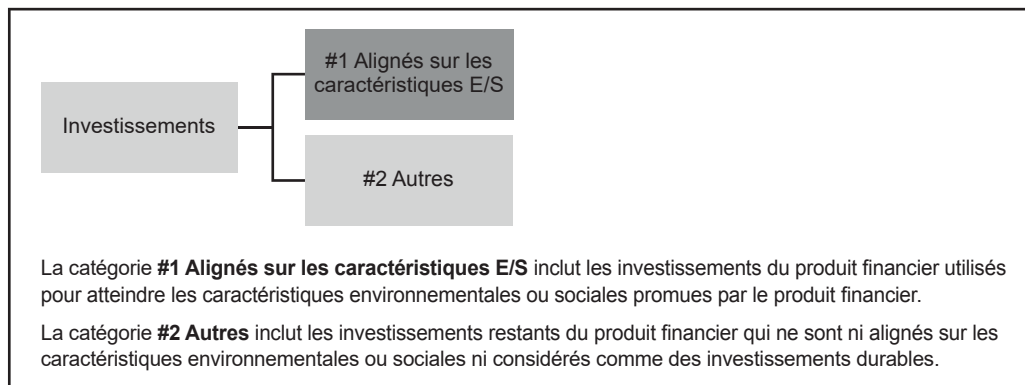 #1 Alignés sur les
caractéristiques E/S
Investissements
#2 Autres
La catégorie #1 Alignés sur les caractéristiques E/S inclut les investissements du produit financier utilisés
pour atteindre les caractéristiques environnementales ou sociales promues par le produit financier.
La catégorie #2 Autres inclut les investissements restants du produit financier qui ne sont ni alignés sur les
caractéristiques environnementales ou sociales ni considérés comme des investissements durables.